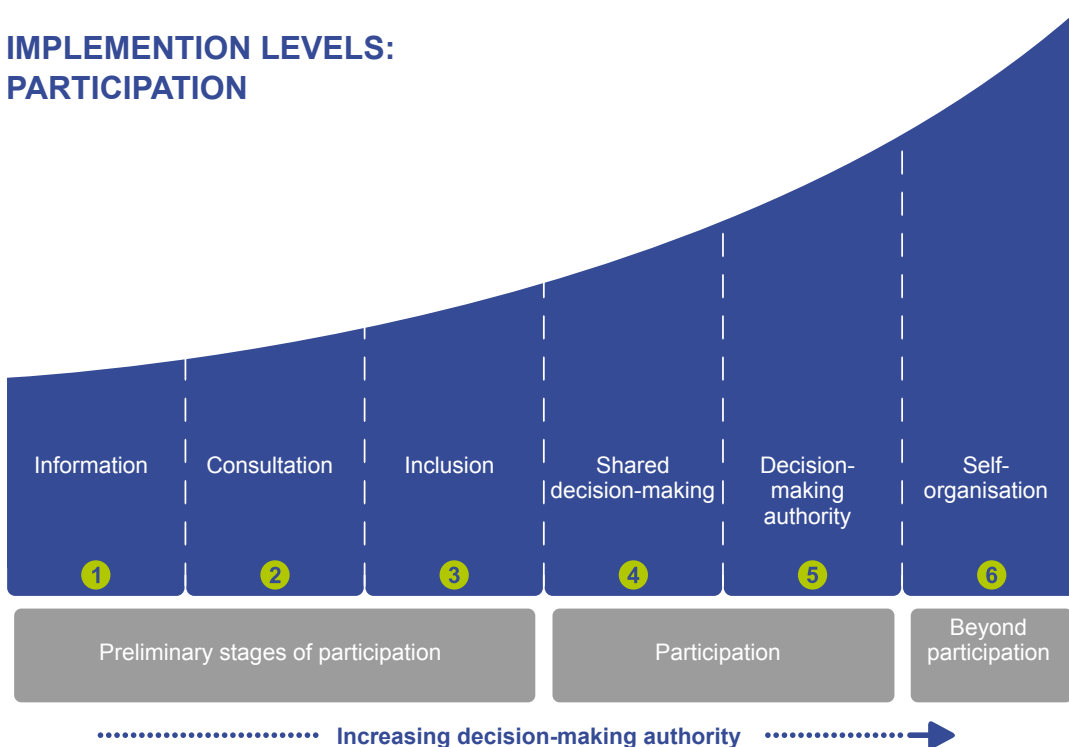 IMPLEMENTION LEVELS:
PARTICIPATION
Information
Consultation
Inclusion
Shared
decision-making
Decision-
making
authority
Self-
organisation
1
2
3
4
5
6
Preliminary stages of participation
Participation
Beyond
participation
Increasing decision-making authority